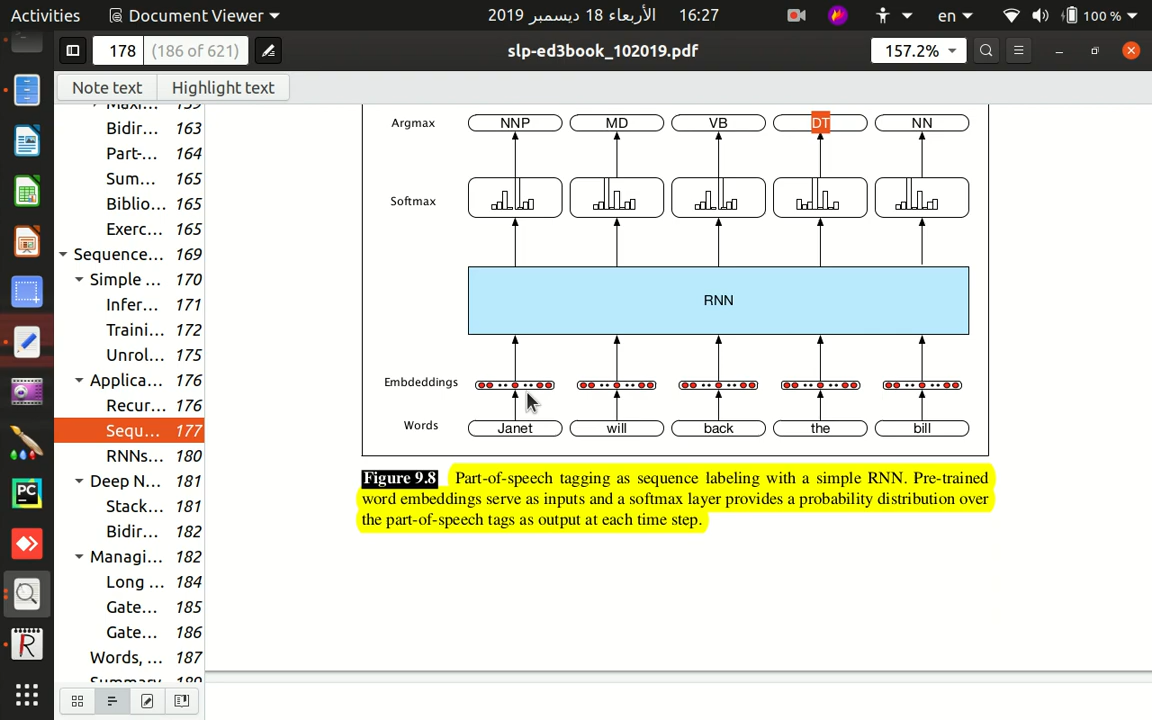 Activities
Document Viewer
الأربعاء 18 ديسمبر 2019
16:27
en
100 %
178
(186 of 621)
slp-ed3book_102019.pdf
157.2%
Note text
Highlight text
Bidir... 163
Part-... 164
Sum... 165
Biblio... 165
Exerc... 165
Sequence... 169
Simple ... 170
Infer... 171
Traini... 172
Unrol... 175
Applica... 176
Recur... 176
Sequ... 177
RNNs... 180
Deep N... 181
Stack... 181
Bidir... 182
Managi... 182
Long ... 184
Gate... 185
Gate... 186
Words, ... 187
Argmax NNP MD VB DT NN
Softmax
RNN
Embdeddings
Words Janet will back the bill
Figure 9.8 Part-of-speech tagging as sequence labeling with a simple RNN. Pre-trained
word embeddings serve as inputs and a softmax layer provides a probability distribution over
the part-of-speech tags as output at each time step.
PC
R